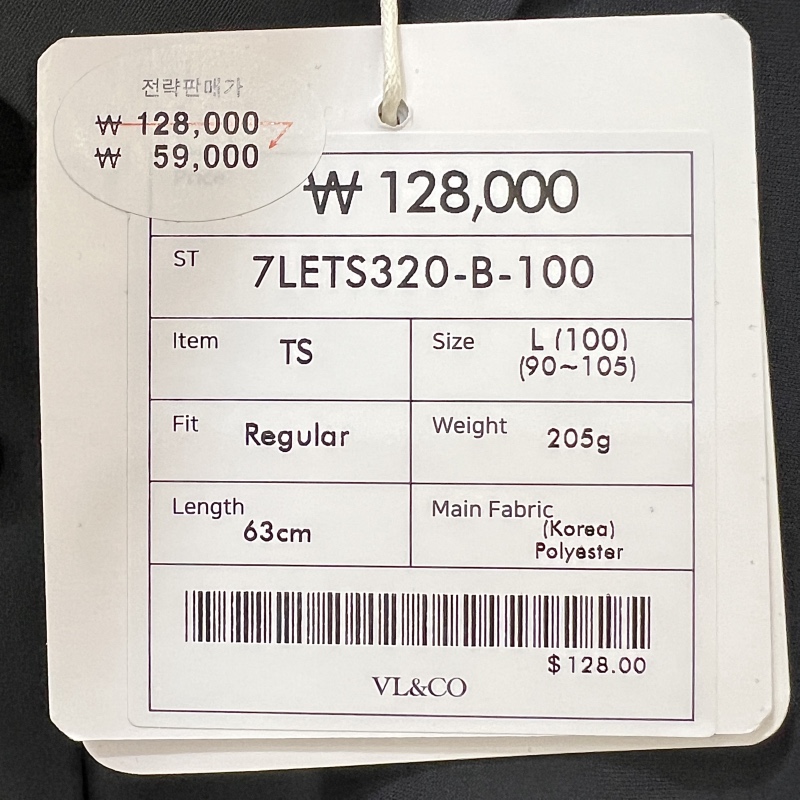 전략판매가
₩ 128,000
₩ 59,000
₩ 128,000
ST 7LETS320-B-100
Item TS
Size L (100)
(90~105)
Fit Regular
Weight 205g
Length 63cm
Main Fabric (Korea)
Polyester
$128.00
VL&CO